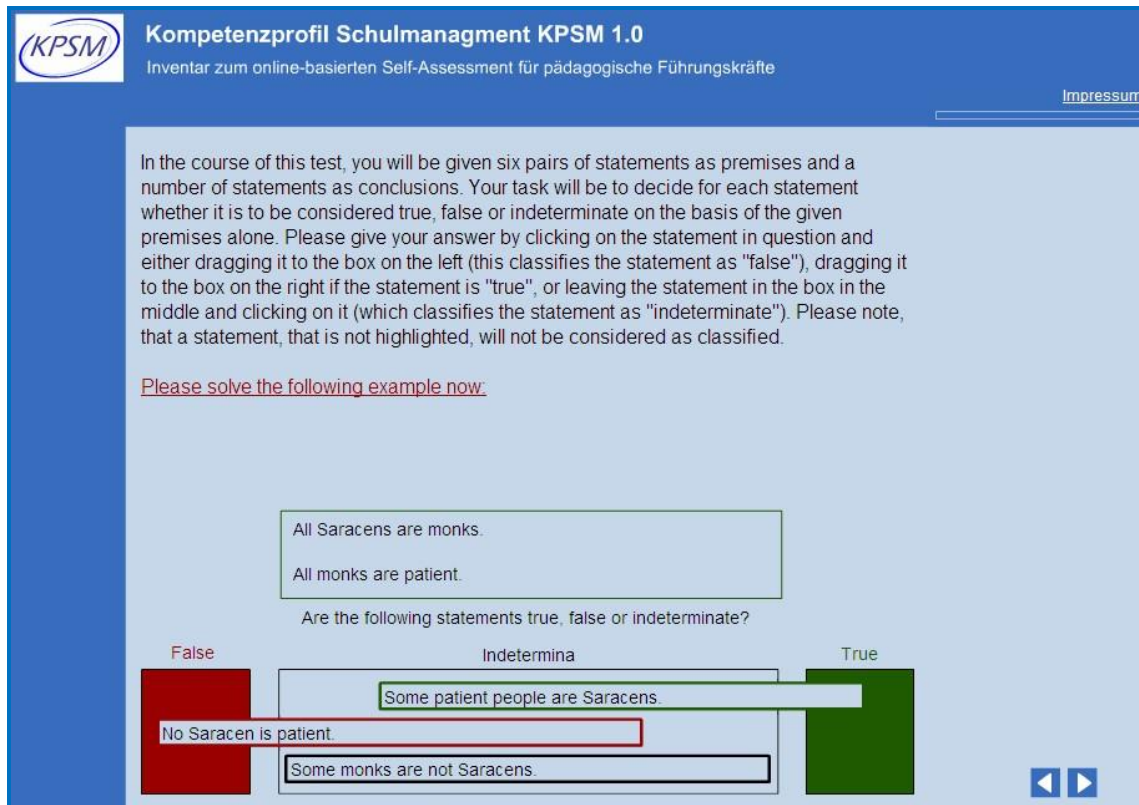 KPSM
Kompetenzprofil Schulmanagment KPSM 1.0
Inventar zum online-basierten Self-Assessment für pädagogische Führungskräfte
Impressum
In the course of this test, you will be given six pairs of statements as premises and a
number of statements as conclusions. Your task will be to decide for each statement
whether it is to be considered true, false or indeterminate on the basis of the given
premises alone. Please give your answer by clicking on the statement in question and
either dragging it to the box on the left (this classifies the statement as "false"), dragging it
to the box on the right if the statement is "true", or leaving the statement in the box in the
middle and clicking on it (which classifies the statement as "indeterminate"). Please note,
that a statement, that is not highlighted, will not be considered as classified.
Please solve the following example now:
All Saracens are monks.
All monks are patient.
Are the following statements true, false or indeterminate?
False Indetermina True
Some patient people are Saracens.
No Saracen is patient.
Some monks are not Saracens.